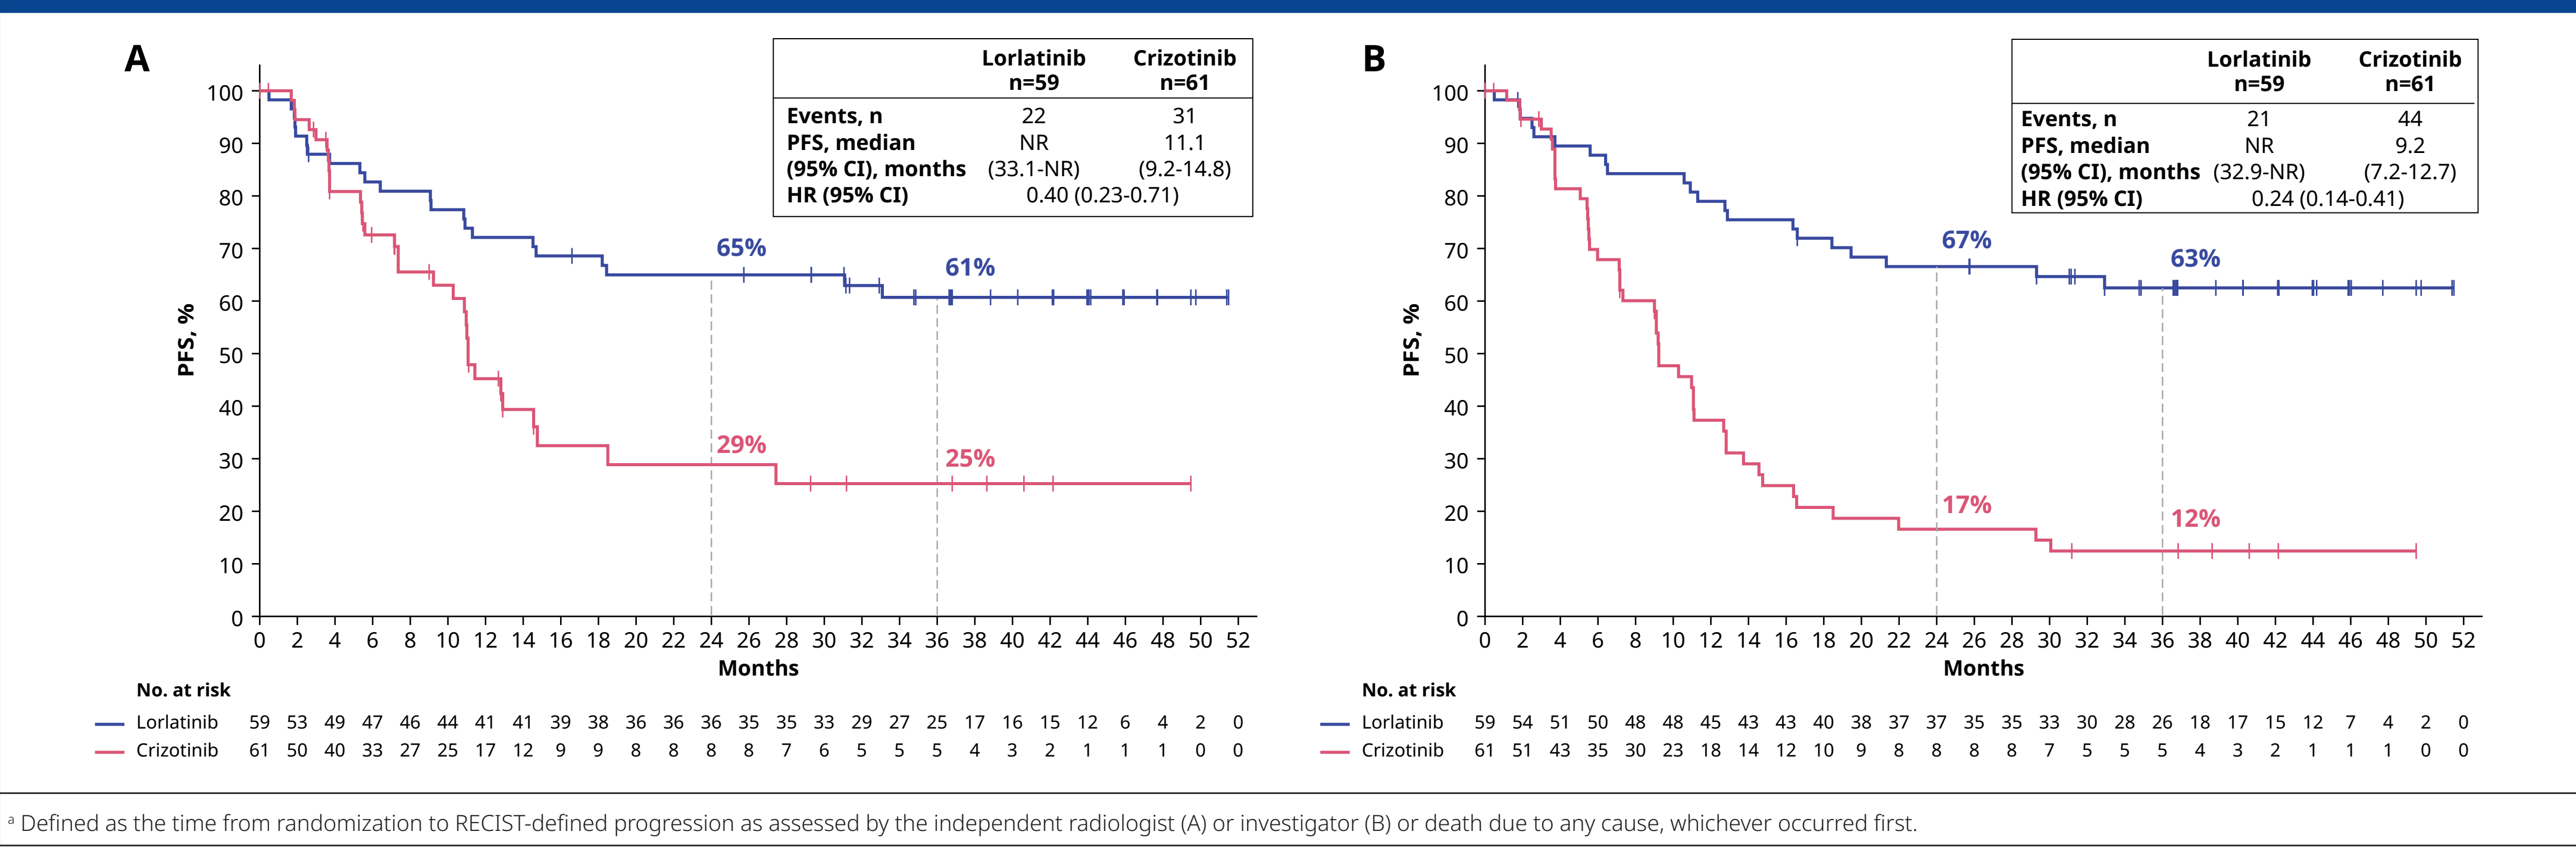 A
Lorlatinib Crizotinib
n=59 n=61
Events, n 22 31
PFS, median NR 11.1
(95% CI), months (33.1-NR) (9.2-14.8)
HR (95% CI) 0.40 (0.23-0.71)
100
90
80
70
60
50
40
30
20
10
0
PFS, %
65%
61%
29%
25%
0 2 4 6 8 10 12 14 16 18 20 22 24 26 28 30 32 34 36 38 40 42 44 46 48 50 52
Months
No. at risk
Lorlatinib 59 53 49 47 46 44 41 41 39 38 36 36 36 35 35 33 29 27 25 17 16 15 12 6 4 2 0
Crizotinib 61 50 40 33 27 25 17 12 9 9 8 8 8 8 7 6 5 5 5 4 3 2 1 1 1 0 0
B
Lorlatinib Crizotinib
n=59 n=61
Events, n 21 44
PFS, median NR 9.2
(95% CI), months (32.9-NR) (7.2-12.7)
HR (95% CI) 0.24 (0.14-0.41)
100
90
80
70
60
50
40
30
20
10
0
PFS, %
67%
63%
17%
12%
0 2 4 6 8 10 12 14 16 18 20 22 24 26 28 30 32 34 36 38 40 42 44 46 48 50 52
Months
No. at risk
Lorlatinib 59 54 51 50 48 48 45 43 43 40 38 37 37 35 35 33 30 28 26 18 17 15 12 7 4 2 0
Crizotinib 61 51 43 35 30 23 18 14 12 10 9 8 8 8 8 7 5 5 5 4 3 2 1 1 1 0 0
a Defined as the time from randomization to RECIST-defined progression as assessed by the independent radiologist (A) or investigator (B) or death due to any cause, whichever occurred first.